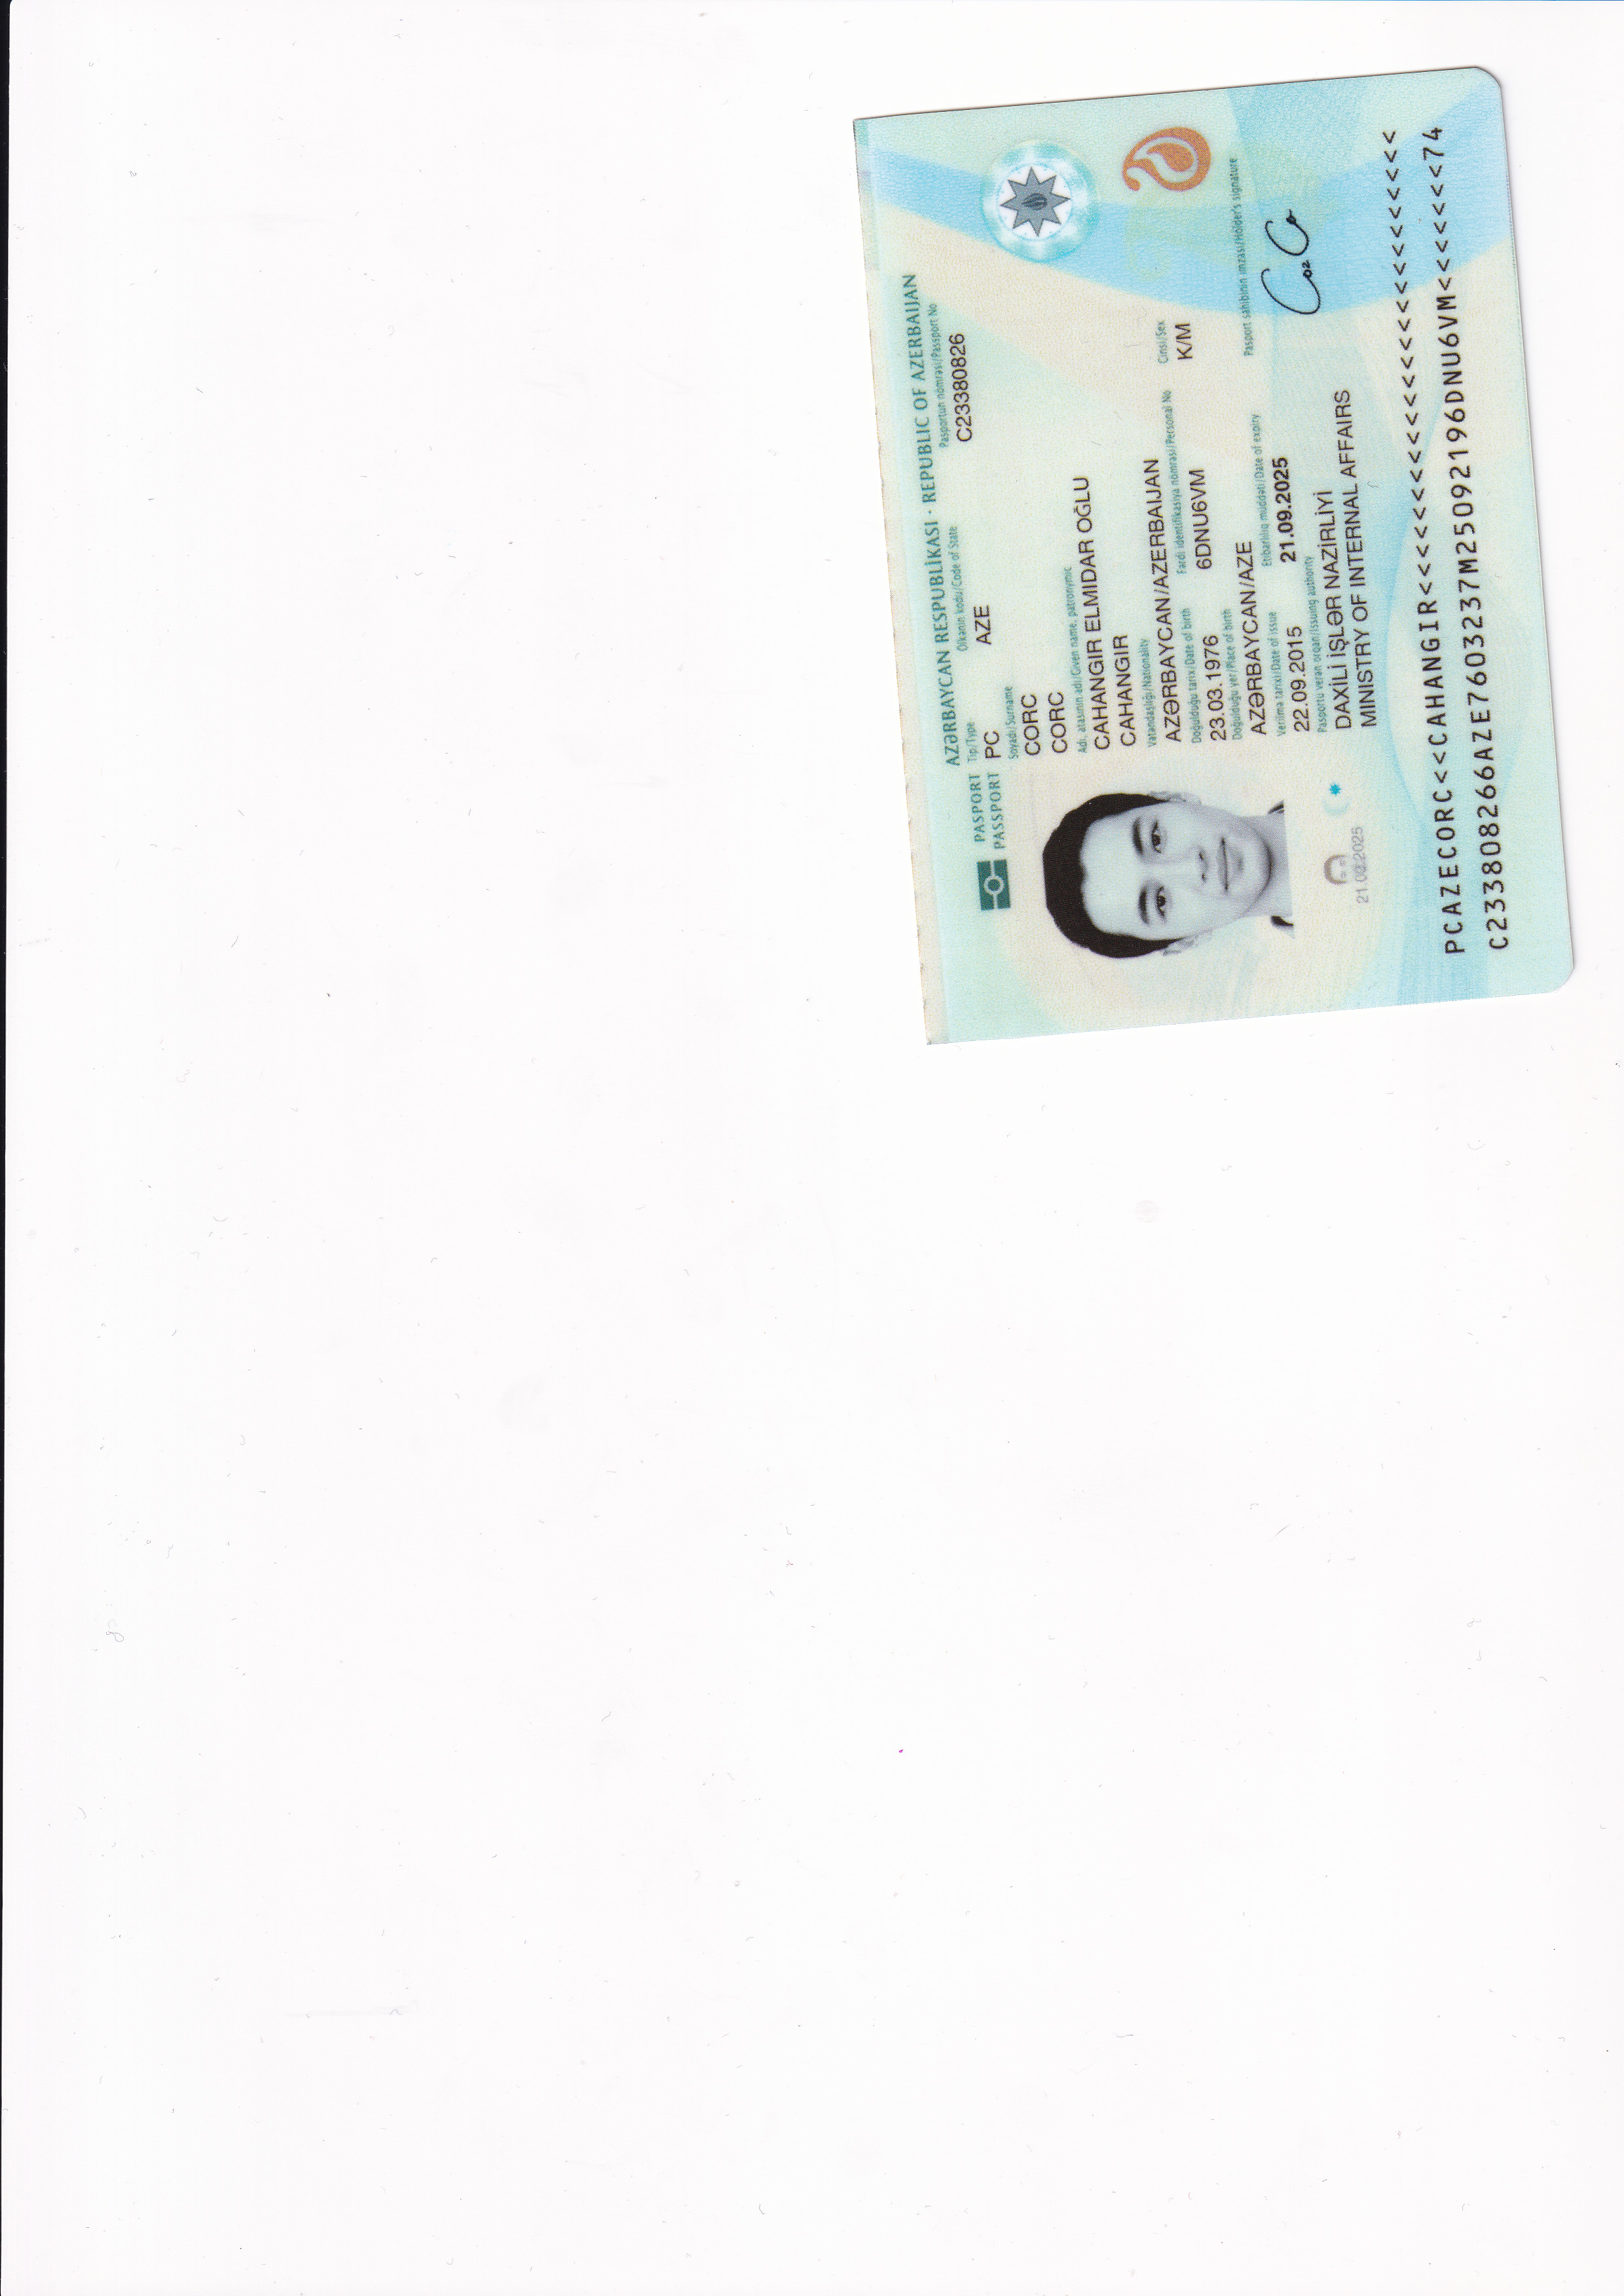 AZƏRBAYCAN RESPUBLİKASI · REPUBLIC OF AZERBAIJAN
PASPORT
PASSPORT
Tip/Type
Ölkənin kodu/Code of State
Pasportun nömrəsi/Passport No
PC
AZE
C23380826
Soyadı/Surname
CORC
CORC
Adı, atasının adı/Given name, patronymic
CAHANGIR ELMIDAR OĞLU
CAHANGIR
Vətəndaşlığı/Nationality
Cinsi/Sex
AZƏRBAYCAN/AZERBAIJAN
K/M
Doğulduğu tarix/Date of birth
Fərdi identifikasiya nömrəsi/Personal No
23.03.1976
6DNU6VM
Doğulduğu yer/Place of birth
Pasport sahibinin imzası/Holder's signature
AZƏRBAYCAN/AZE
Verilmə tarixi/Date of issue
Etibarlılıq müddəti/Date of expiry
22.09.2015
21.09.2025
Pasportu verən orqan/Issuing authority
DAXİLİ İŞLƏR NAZİRLİYİ
MINISTRY OF INTERNAL AFFAIRS
21.09.2025
PCAZECORC<<CAHANGIR<<<<<<<<<<<<<<<<<<<<<<<<<
C233808266AZE7603237M25092196DNU6VM<<<<<<<74